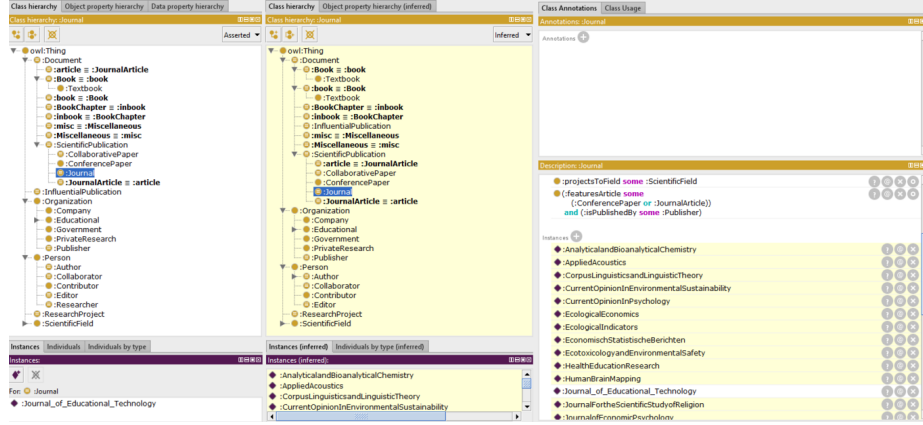 Class hierarchy
Object property hierarchy
Data property hierarchy
Class hierarchy: :Journal
Asserted
owl:Thing
:Document
:article ≡ :JournalArticle
:Book ≡ :book
:Textbook
:book ≡ :Book
:BookChapter ≡ :inbook
:inbook ≡ :BookChapter
:misc ≡ :Miscellaneous
:Miscellaneous ≡ :misc
:ScientificPublication
:CollaborativePaper
:ConferencePaper
:Journal
:JournalArticle ≡ :article
:InfluentialPublication
:Organization
:Company
:Educational
:Government
:PrivateResearch
:Publisher
:Person
:Author
:Collaborator
:Contributor
:Editor
:Researcher
:ResearchProject
:ScientificField
Instances
Individuals
Individuals by type
Instances:
For: :Journal
:Journal_of_Educational_Technology
Class hierarchy
Object property hierarchy (inferred)
Class hierarchy: :Journal
Inferred
owl:Thing
:Document
:Book ≡ :book
:Textbook
:book ≡ :Book
:Textbook
:BookChapter ≡ :inbook
:inbook ≡ :BookChapter
:InfluentialPublication
:misc ≡ :Miscellaneous
:Miscellaneous ≡ :misc
:ScientificPublication
:article ≡ :JournalArticle
:CollaborativePaper
:ConferencePaper
:Journal
:JournalArticle ≡ :article
:Organization
:Company
:Educational
:Government
:PrivateResearch
:Publisher
:Person
:Author
:Collaborator
:Contributor
:Editor
:ResearchProject
:ScientificField
Instances (inferred)
Individuals by type (inferred)
Instances (inferred):
:AnalyticalandBioanalyticalChemistry
:AppliedAcoustics
:CorpusLinguisticsandLinguisticTheory
:CurrentOpinionInEnvironmentalSustainability
Class Annotations
Class Usage
Annotations: :Journal
Annotations
Description: :Journal
:projectsToField some :ScientificField
(:featuresArticle some
(:ConferencePaper or :JournalArticle))
and (:isPublishedBy some :Publisher)
Instances
:AnalyticalandBioanalyticalChemistry
:AppliedAcoustics
:CorpusLinguisticsandLinguisticTheory
:CurrentOpinionInEnvironmentalSustainability
:CurrentOpinionInPsychology
:EcologicalEconomics
:EcologicalIndicators
:EconomischStatistischeBerichten
:EcotoxicologyandEnvironmentalSafety
:HealthEducationResearch
:HumanBrainMapping
:Journal_of_Educational_Technology
:JournalFortheScientificStudyofReligion
:JournalofEconomicPsychology